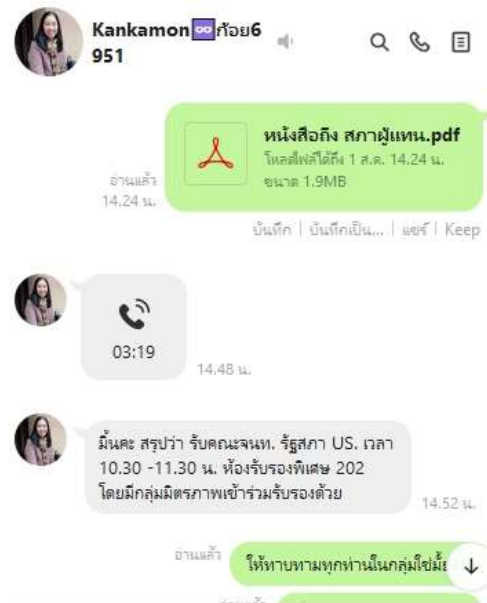 Kankamon♾️ก้อย6
951
หนังสือถึง สภาผู้แทน.pdf
โหลดไฟล์ได้ถึง 1 ส.ค. 14.24 น.
ขนาด 1.9MB
อ่านแล้ว
14.24 น.
บันทึก | บันทึกเป็น... | แชร์ | Keep
03:19
14.48 น.
มิ้นคะ สรุปว่า รับคณะจนท. รัฐสภา US. เวลา
10.30 -11.30 น. ห้องรับรองพิเศษ 202
โดยมีกลุ่มมิตรภาพเข้าร่วมรับรองด้วย
14.52 น.
อ่านแล้ว
ให้ทาบทามทุกท่านในกลุ่มใช่มั้ย